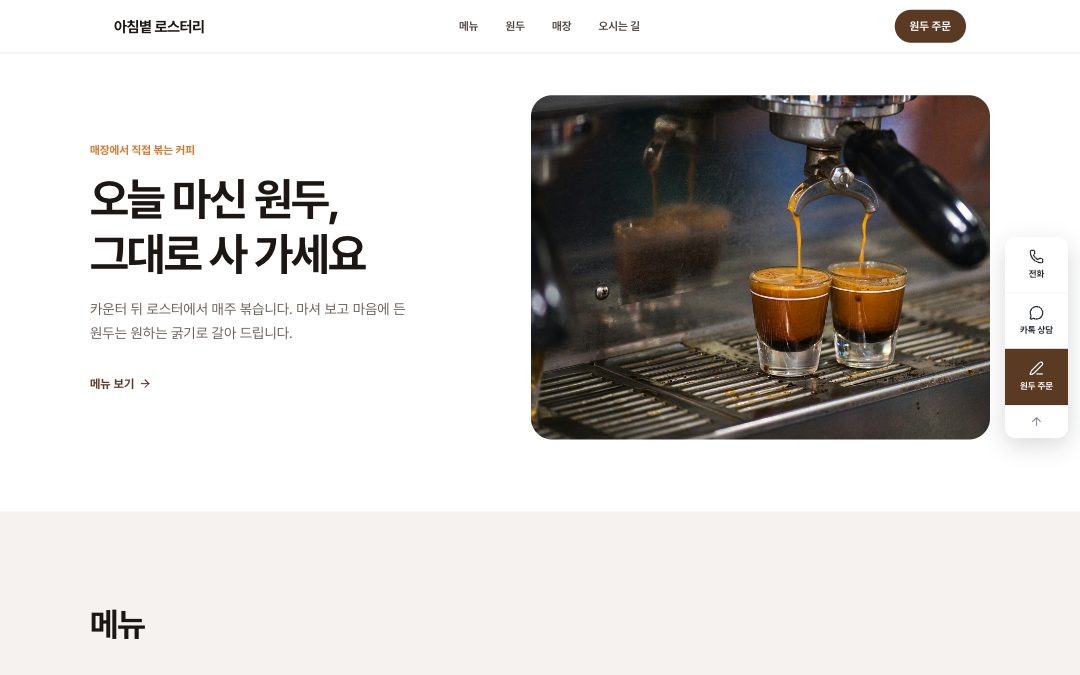 아침볕 로스터리
메뉴
원두
매장
오시는 길
원두 주문
매장에서 직접 볶는 커피
오늘 마신 원두,
그대로 사 가세요
카운터 뒤 로스터에서 매주 볶습니다. 마셔 보고 마음에 든
원두는 원하는 굵기로 갈아 드립니다.
메뉴 보기 →
전화
카톡 상담
원두 주문
메뉴